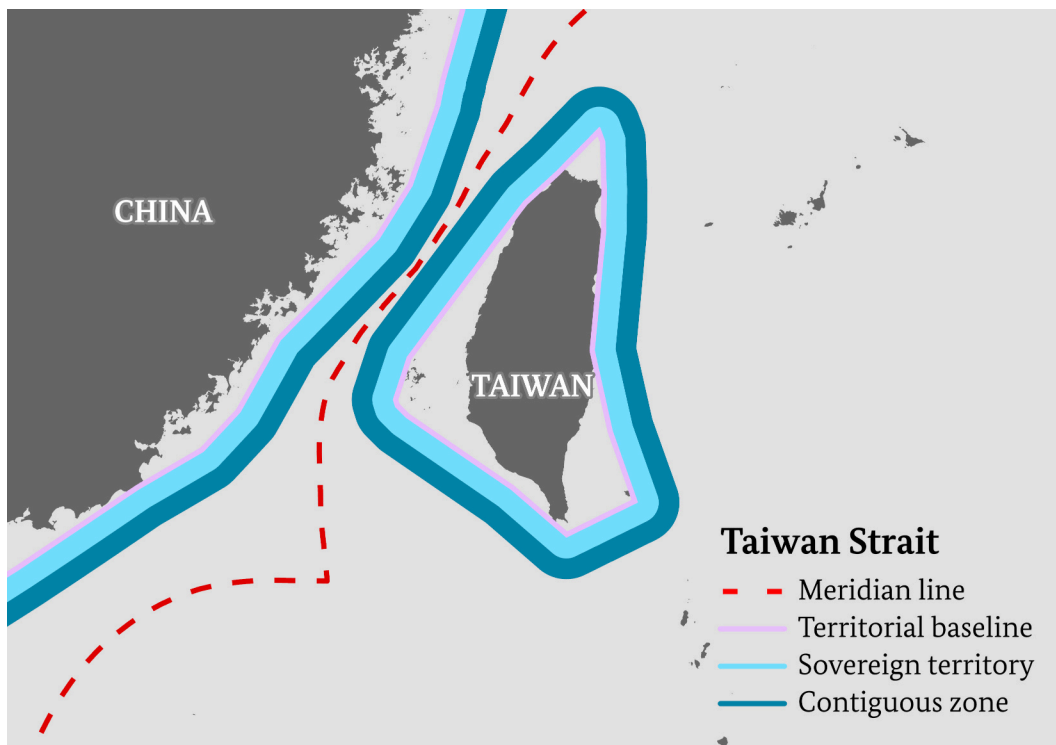 CHINA
TAIWAN
Taiwan Strait
Meridian line
Territorial baseline
Sovereign territory
Contiguous zone